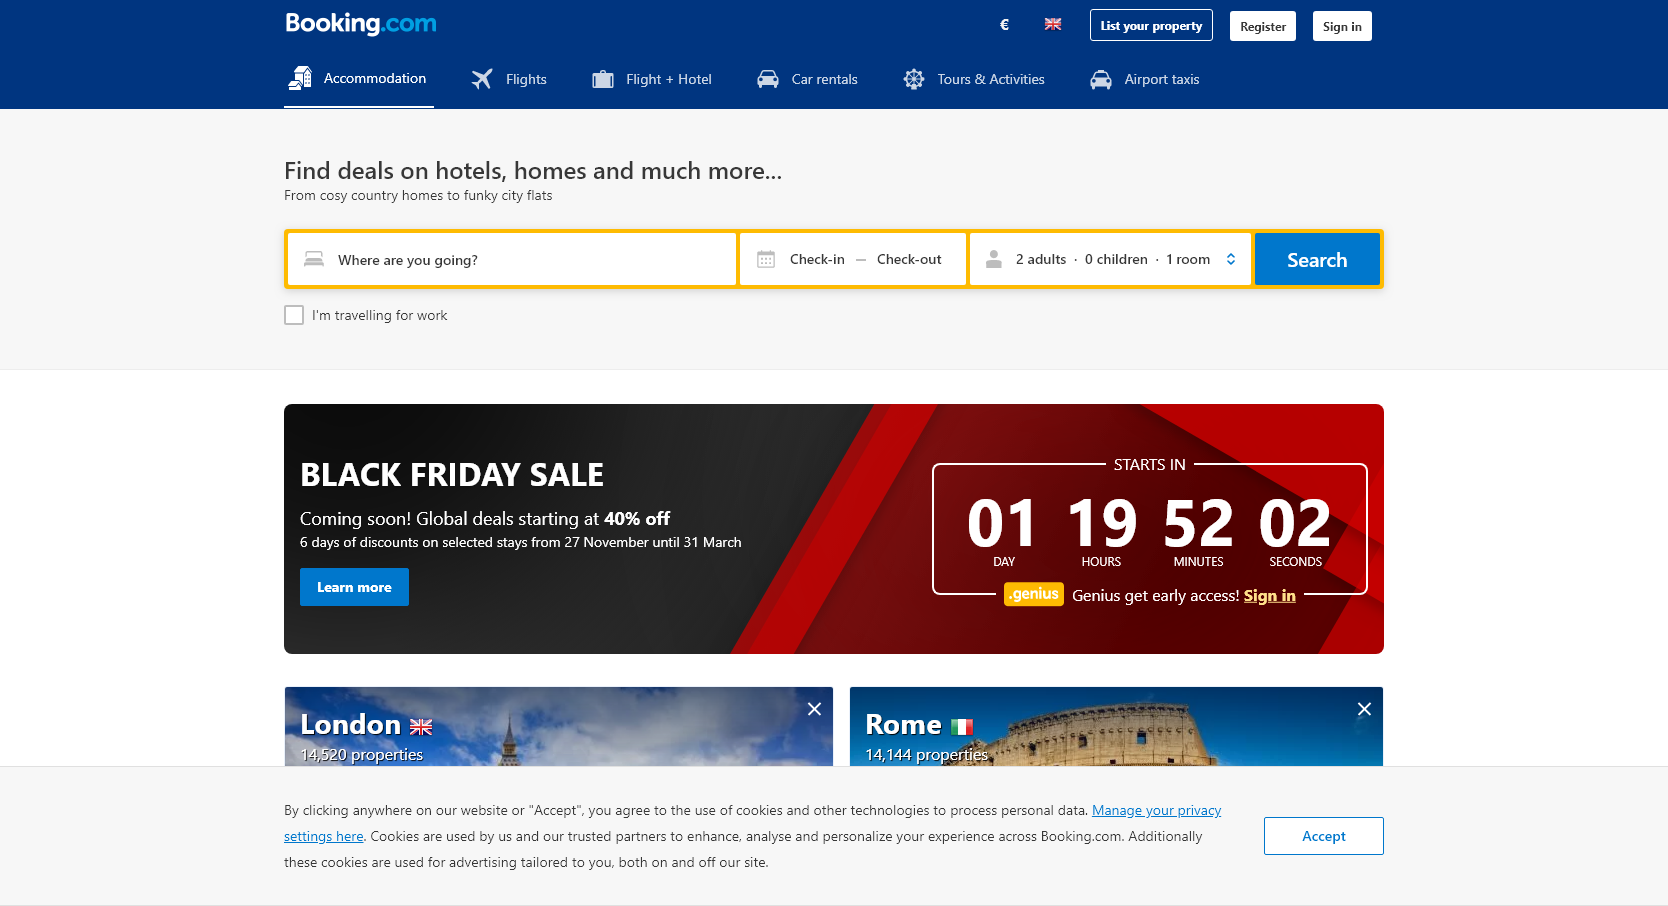 Booking.com
€
List your property
Register
Sign in
Accommodation
Flights
Flight + Hotel
Car rentals
Tours & Activities
Airport taxis
Find deals on hotels, homes and much more...
From cosy country homes to funky city flats
Where are you going?
Check-in — Check-out
2 adults · 0 children · 1 room
Search
I'm travelling for work
BLACK FRIDAY SALE
Coming soon! Global deals starting at 40% off
6 days of discounts on selected stays from 27 November until 31 March
Learn more
STARTS IN
01 19 52 02
DAY HOURS MINUTES SECONDS
.genius Genius get early access! Sign in
London
14,520 properties
Rome
14,144 properties
By clicking anywhere on our website or "Accept", you agree to the use of cookies and other technologies to process personal data. Manage your privacy
settings here. Cookies are used by us and our trusted partners to enhance, analyse and personalize your experience across Booking.com. Additionally
these cookies are used for advertising tailored to you, both on and off our site.
Accept